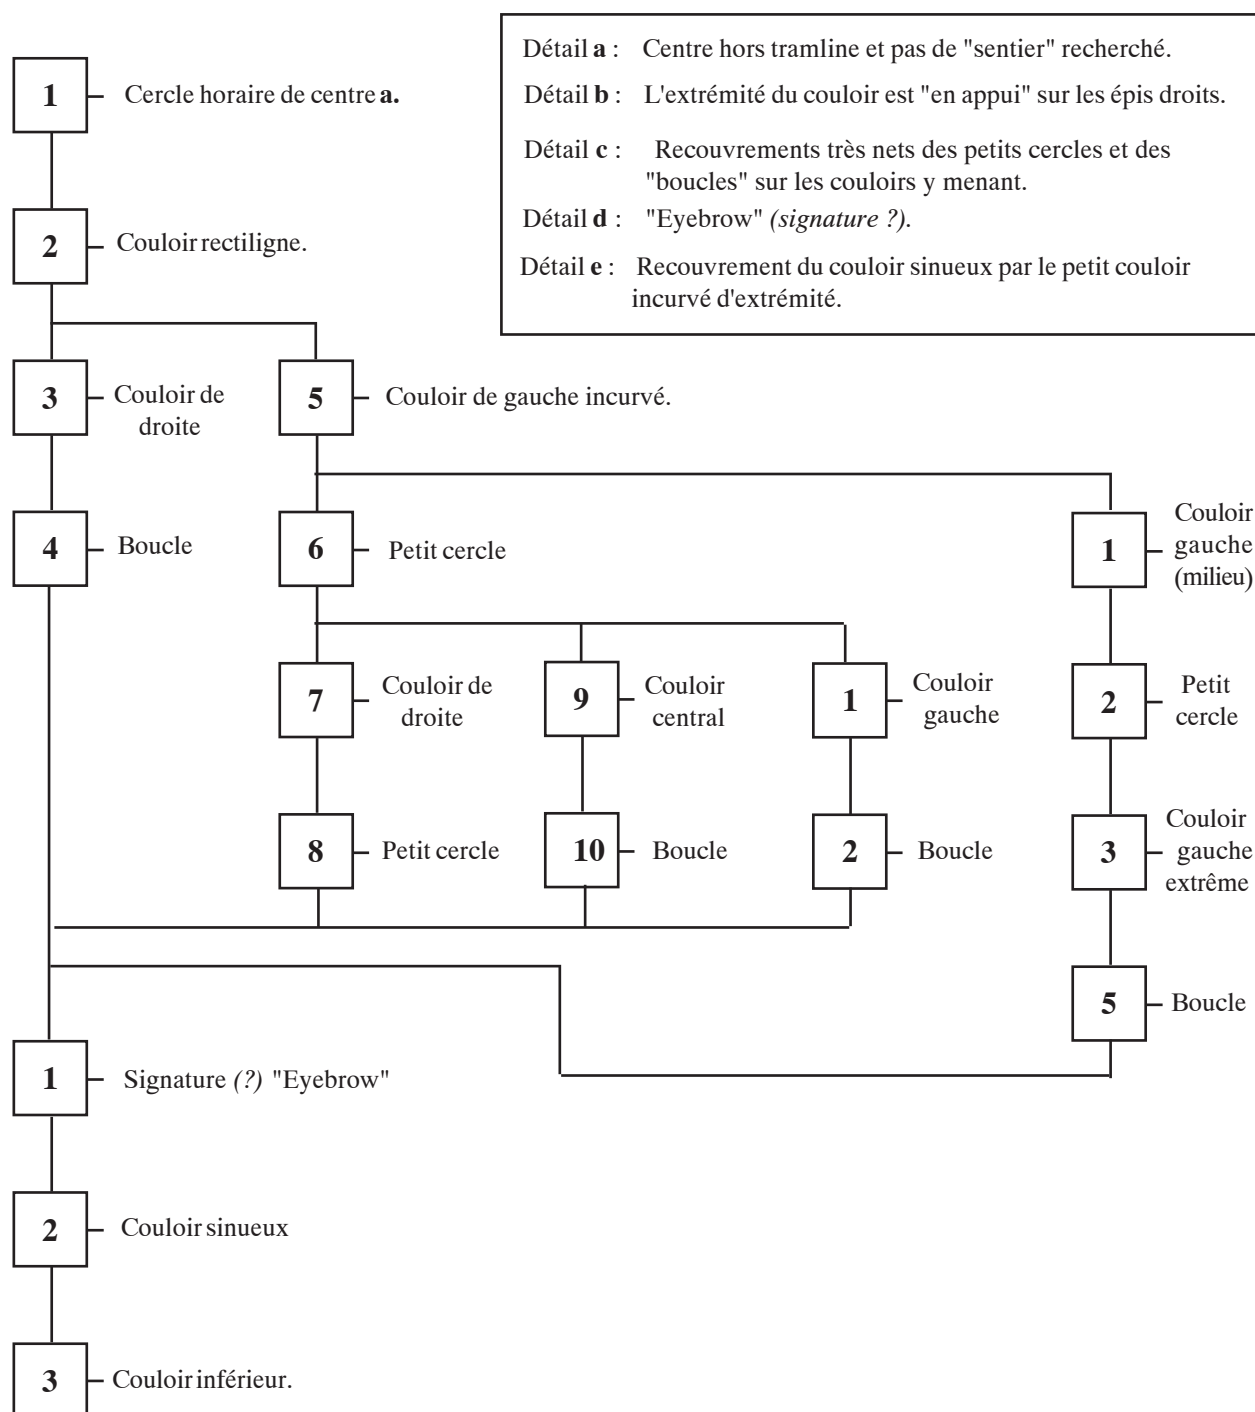 Détail a : Centre hors tramline et pas de "sentier" recherché.
Détail b : L'extrémité du couloir est "en appui" sur les épis droits.
Détail c : Recouvrements très nets des petits cercles et des
"boucles" sur les couloirs y menant.
Détail d : "Eyebrow" (signature ?).
Détail e : Recouvrement du couloir sinueux par le petit couloir
incurvé d'extrémité.
1 Cercle horaire de centre a.
2 Couloir rectiligne.
3 Couloir de
droite
5 Couloir de gauche incurvé.
4 Boucle
6 Petit cercle
1 Couloir
gauche
(milieu)
7 Couloir de
droite
9 Couloir
central
1 Couloir
gauche
2 Petit
cercle
8 Petit cercle
10 Boucle
2 Boucle
3 Couloir
gauche
extrême
5 Boucle
1 Signature (?) "Eyebrow"
2 Couloir sinueux
3 Couloir inférieur.